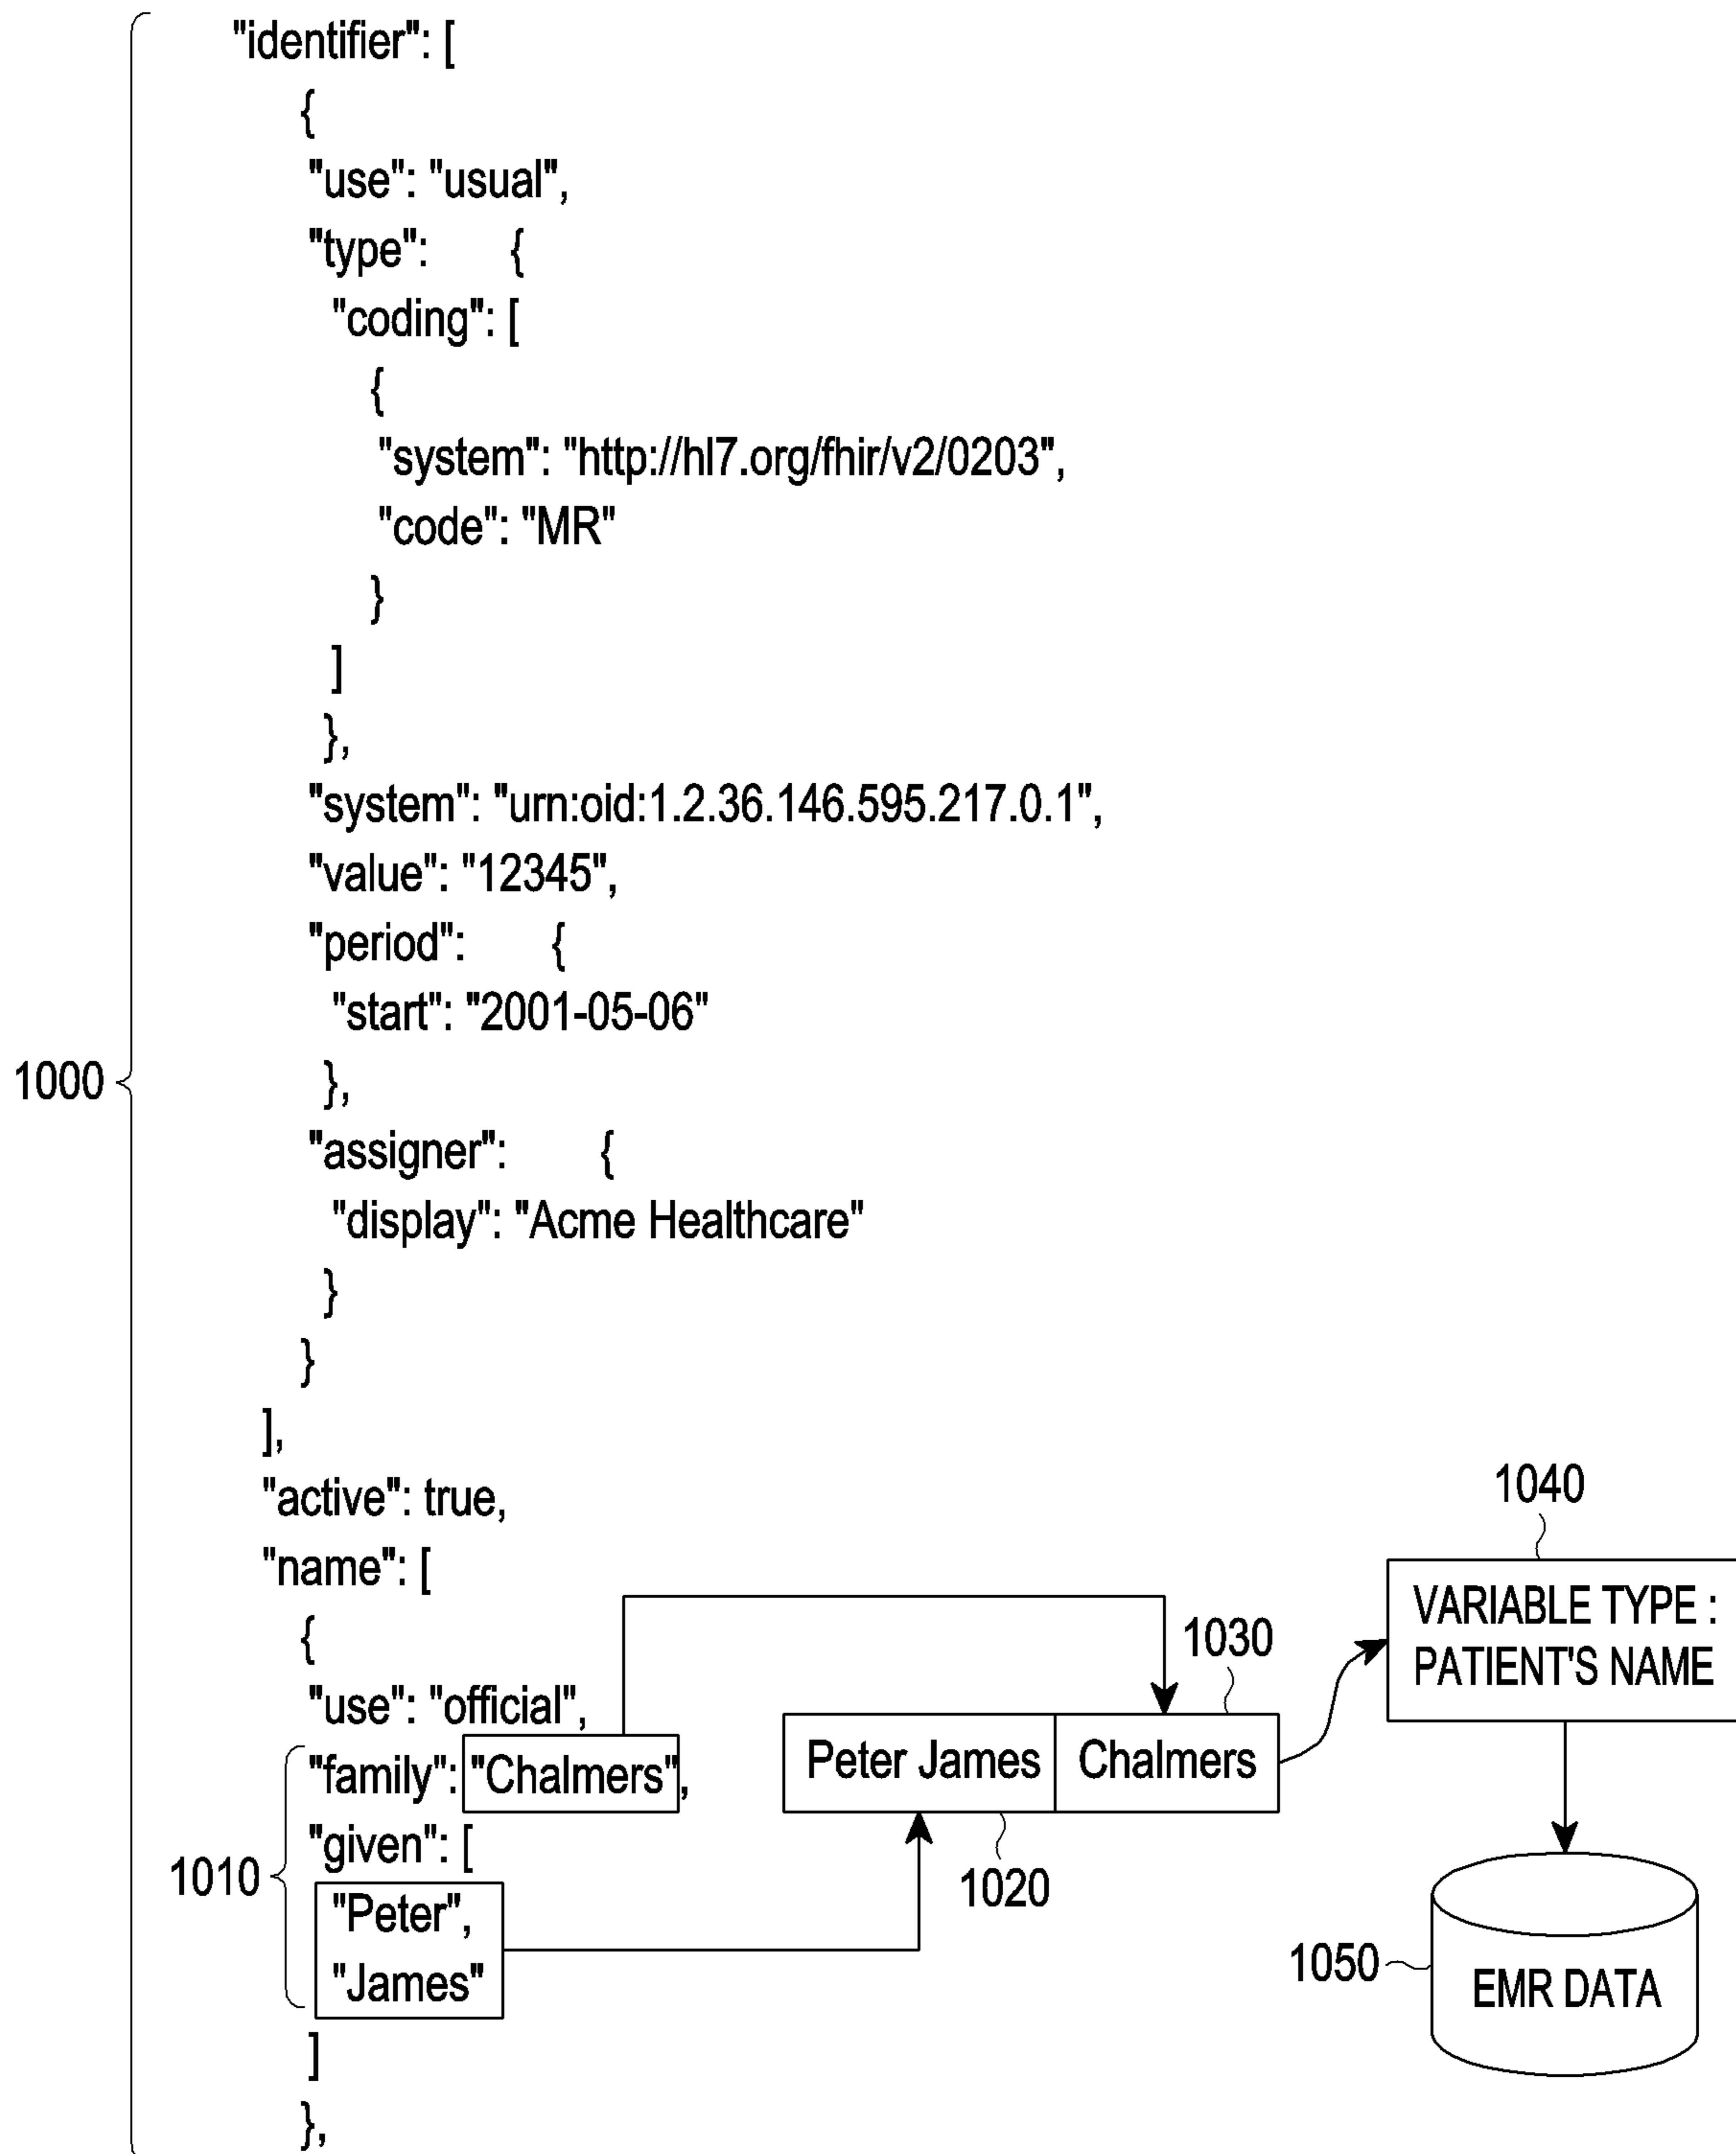 "identifier": [
{
"use": "usual",
"type": {
"coding": [
{
"system": "http://hl7.org/fhir/v2/0203",
"code": "MR"
}
]
},
"system": "urn:oid:1.2.36.146.595.217.0.1",
"value": "12345",
"period": {
"start": "2001-05-06"
1000
},
"assigner": {
"display": "Acme Healthcare"
}
}
],
"active": true,
"name": [
{
"use": "official",
"family": "Chalmers",
"given": [
1010
"Peter",
"James"
]
},
Peter James
Chalmers
1030
1020
1040
VARIABLE TYPE :
PATIENT'S NAME
1050
EMR DATA